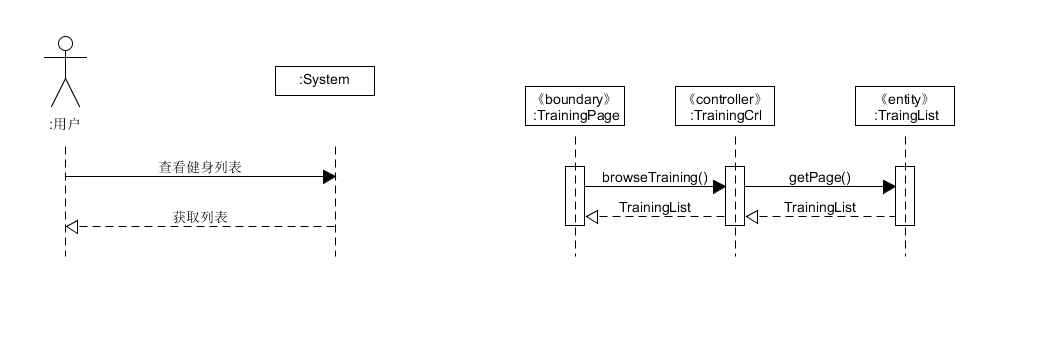 :用户
:System
查看健身列表
获取列表
《boundary》
:TrainingPage
《controller》
:TrainingCrl
《entity》
:TraingList
browseTraining()
getPage()
TrainingList
TrainingList